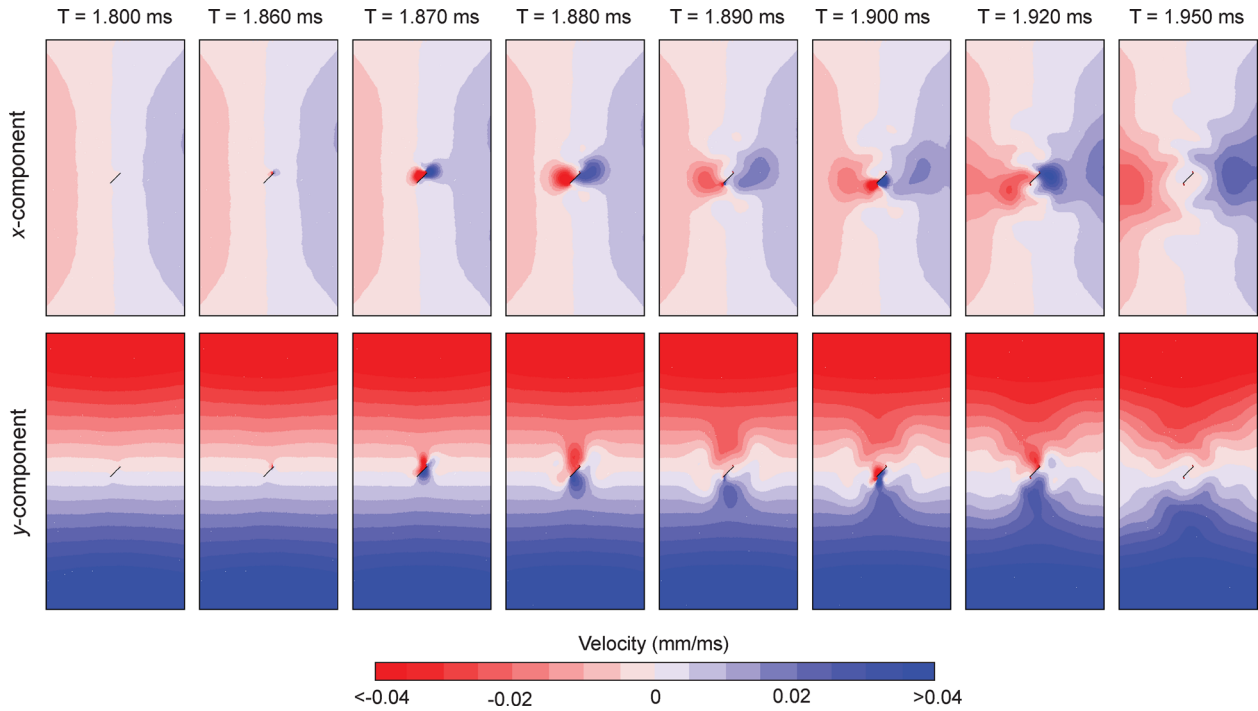 T = 1.800 ms T = 1.860 ms T = 1.870 ms T = 1.880 ms T = 1.890 ms T = 1.900 ms T = 1.920 ms T = 1.950 ms
x-component
y-component
Velocity (mm/ms)
<-0.04 -0.02 0 0.02 >0.04